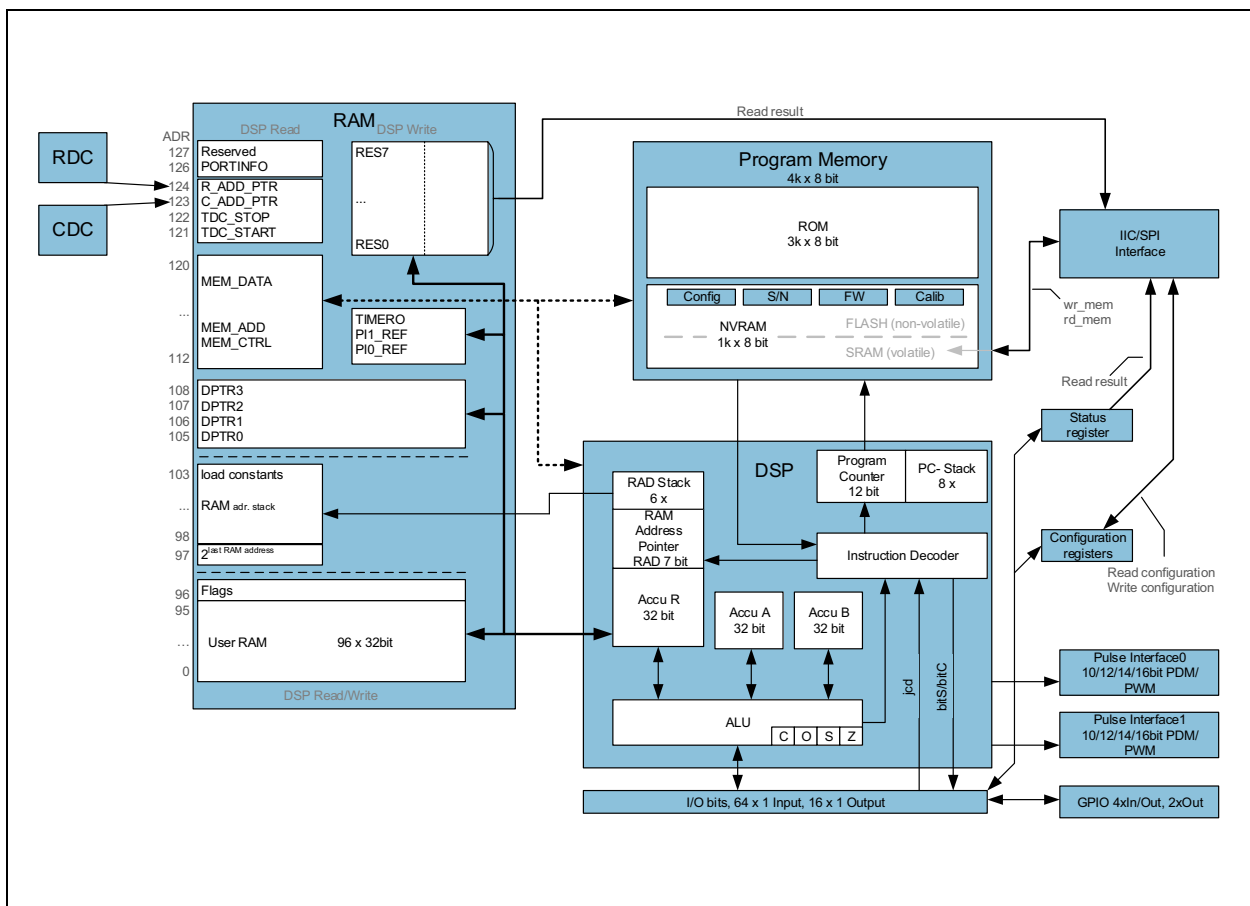 RDC
CDC
RAM
DSP Read
DSP Write
ADR
127
126
124
123
122
121
120
...
112
108
107
106
105
103
...
98
97
96
95
...
0
Reserved
PORTINFO
R_ADD_PTR
C_ADD_PTR
TDC_STOP
TDC_START
MEM_DATA
MEM_ADD
MEM_CTRL
DPTR3
DPTR2
DPTR1
DPTR0
load constants
RAM adr. stack
2last RAM address
Flags
User RAM
96 x 32bit
DSP Read/Write
RES7
...
RES0
TIMER0
PI1_REF
PI0_REF
Read result
Program Memory
4k x 8 bit
ROM
3k x 8 bit
Config
S/N
FW
Calib
NVRAM
1k x 8 bit
FLASH (non-volatile)
SRAM (volatile)
DSP
RAD Stack
6 x
RAM
Address
Pointer
RAD 7 bit
Accu R
32 bit
Accu A
32 bit
Accu B
32 bit
Program
Counter
12 bit
PC- Stack
8 x
Instruction Decoder
jcd
bitS/bitC
ALU
C O S Z
I/O bits, 64 x 1 Input, 16 x 1 Output
IIC/SPI
Interface
wr_mem
rd_mem
Read result
Status
register
Configuration
registers
Read configuration
Write configuration
Pulse Interface0
10/12/14/16bit PDM/
PWM
Pulse Interface1
10/12/14/16bit PDM/
PWM
GPIO 4xIn/Out, 2xOut